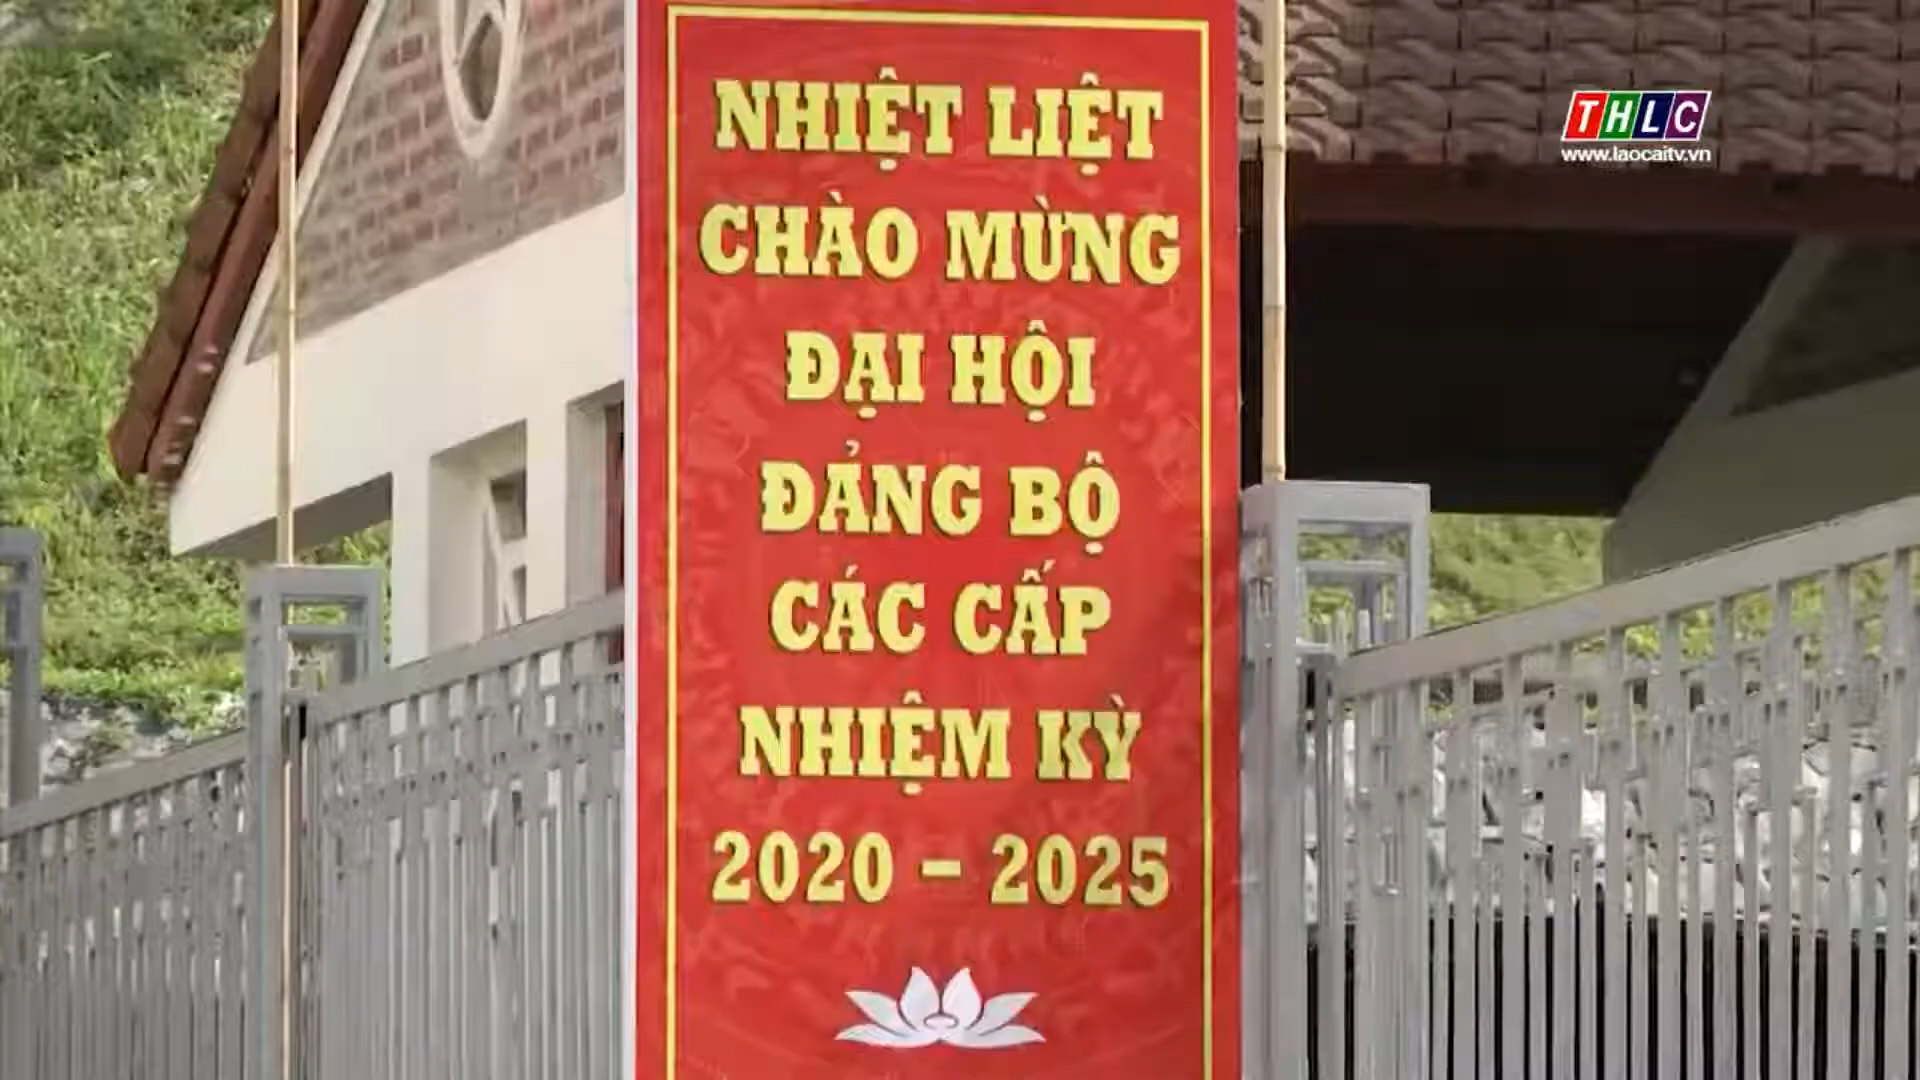 NHIỆT LIỆT
CHÀO MỪNG
ĐẠI HỘI
ĐẢNG BỘ
CÁC CẤP
NHIỆM KỲ
2020 - 2025
THLC
www.laocaitv.vn